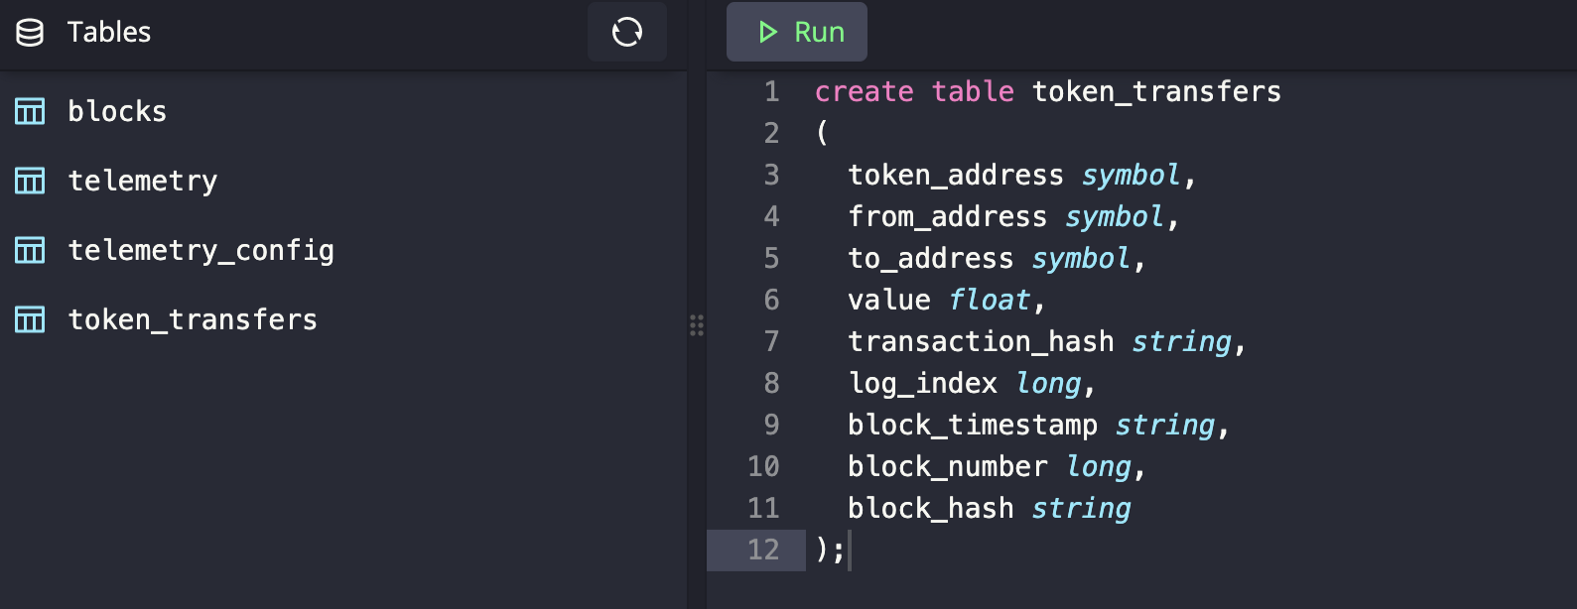 Tables
blocks
telemetry
telemetry_config
token_transfers
Run
1 create table token_transfers
2 (
3   token_address symbol,
4   from_address symbol,
5   to_address symbol,
6   value float,
7   transaction_hash string,
8   log_index long,
9   block_timestamp string,
10   block_number long,
11   block_hash string
12 );